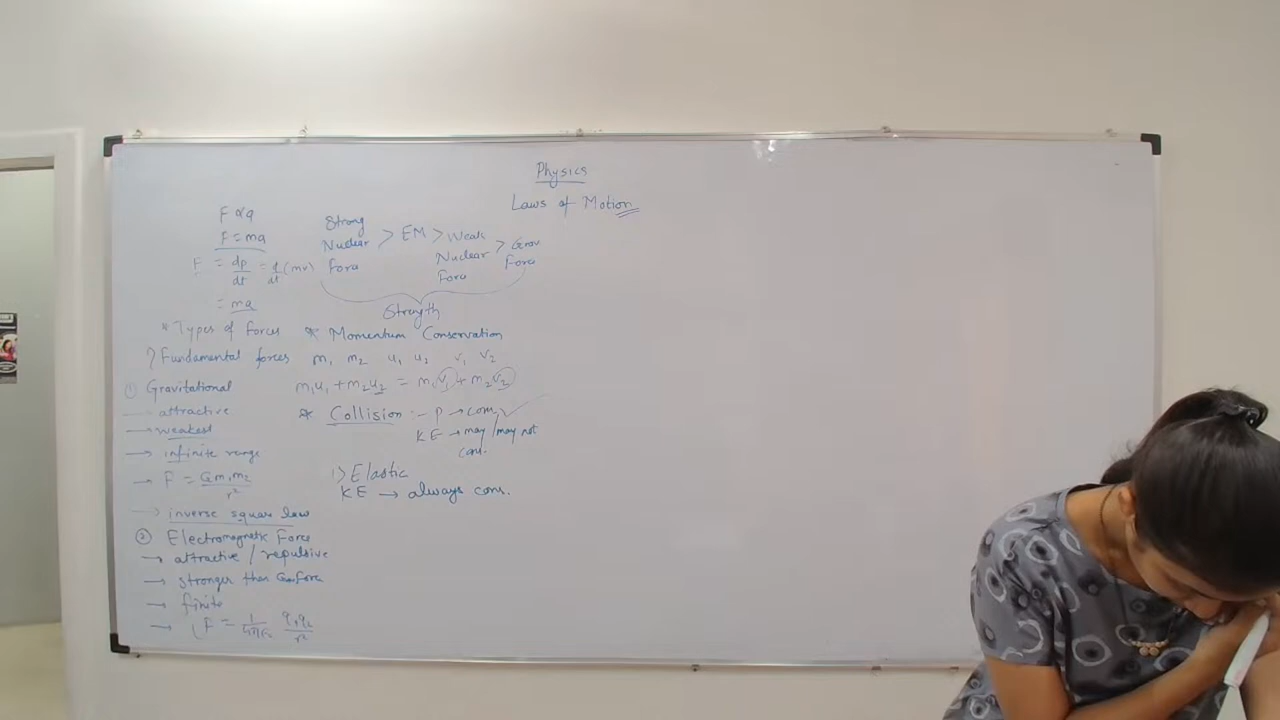 Physics
Laws of Motion
F ∝ a
F = ma
F = dp/dt = d/dt (mv)
= ma
* Types of forces
? Fundamental forces
① Gravitational
— attractive
→ weakest
→ infinite range
→ F = Gm₁m₂/r²
→ inverse square law
② Electromagnetic Force
→ attractive / repulsive
→ stronger than Gra. Force
→ finite
→ F = 1/4πε₀ q₁q₂/r²
Strong Nuclear Force > EM > Weak Nuclear Force > Grav Force
Strength
* Momentum Conservation
m₁ m₂ u₁ u₂ v₁ v₂
m₁u₁ + m₂u₂ = m₁v₁ + m₂v₂
* Collision :- P → cons.
KE → may / may not
cons.
1) Elastic
KE → always cons.